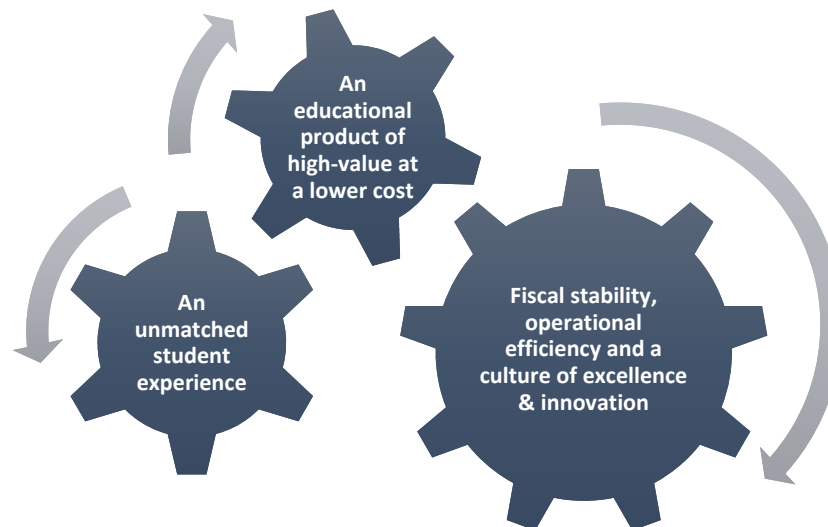 An
educational
product of
high-value at
a lower cost
An
unmatched
student
experience
Fiscal stability,
operational
efficiency and a
culture of excellence
& innovation